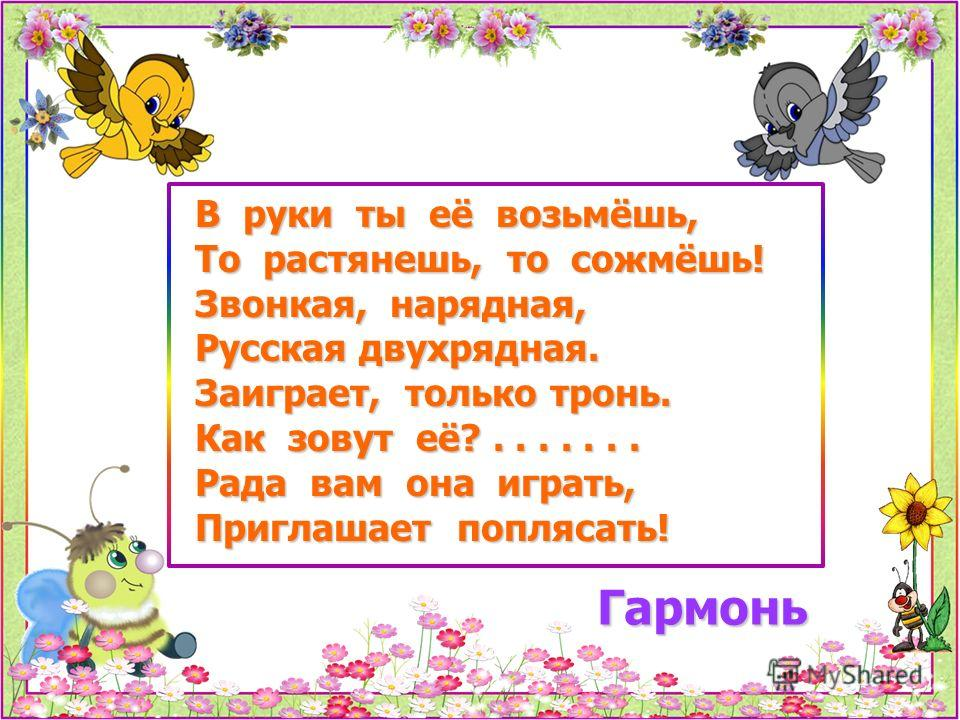 В руки ты её возьмёшь,
То растянешь, то сожмёшь!
Звонкая, нарядная,
Русская двухрядная.
Заиграет, только тронь.
Как зовут её? . . . . . . .
Рада вам она играть,
Приглашает поплясать!
Гармонь
MyShared